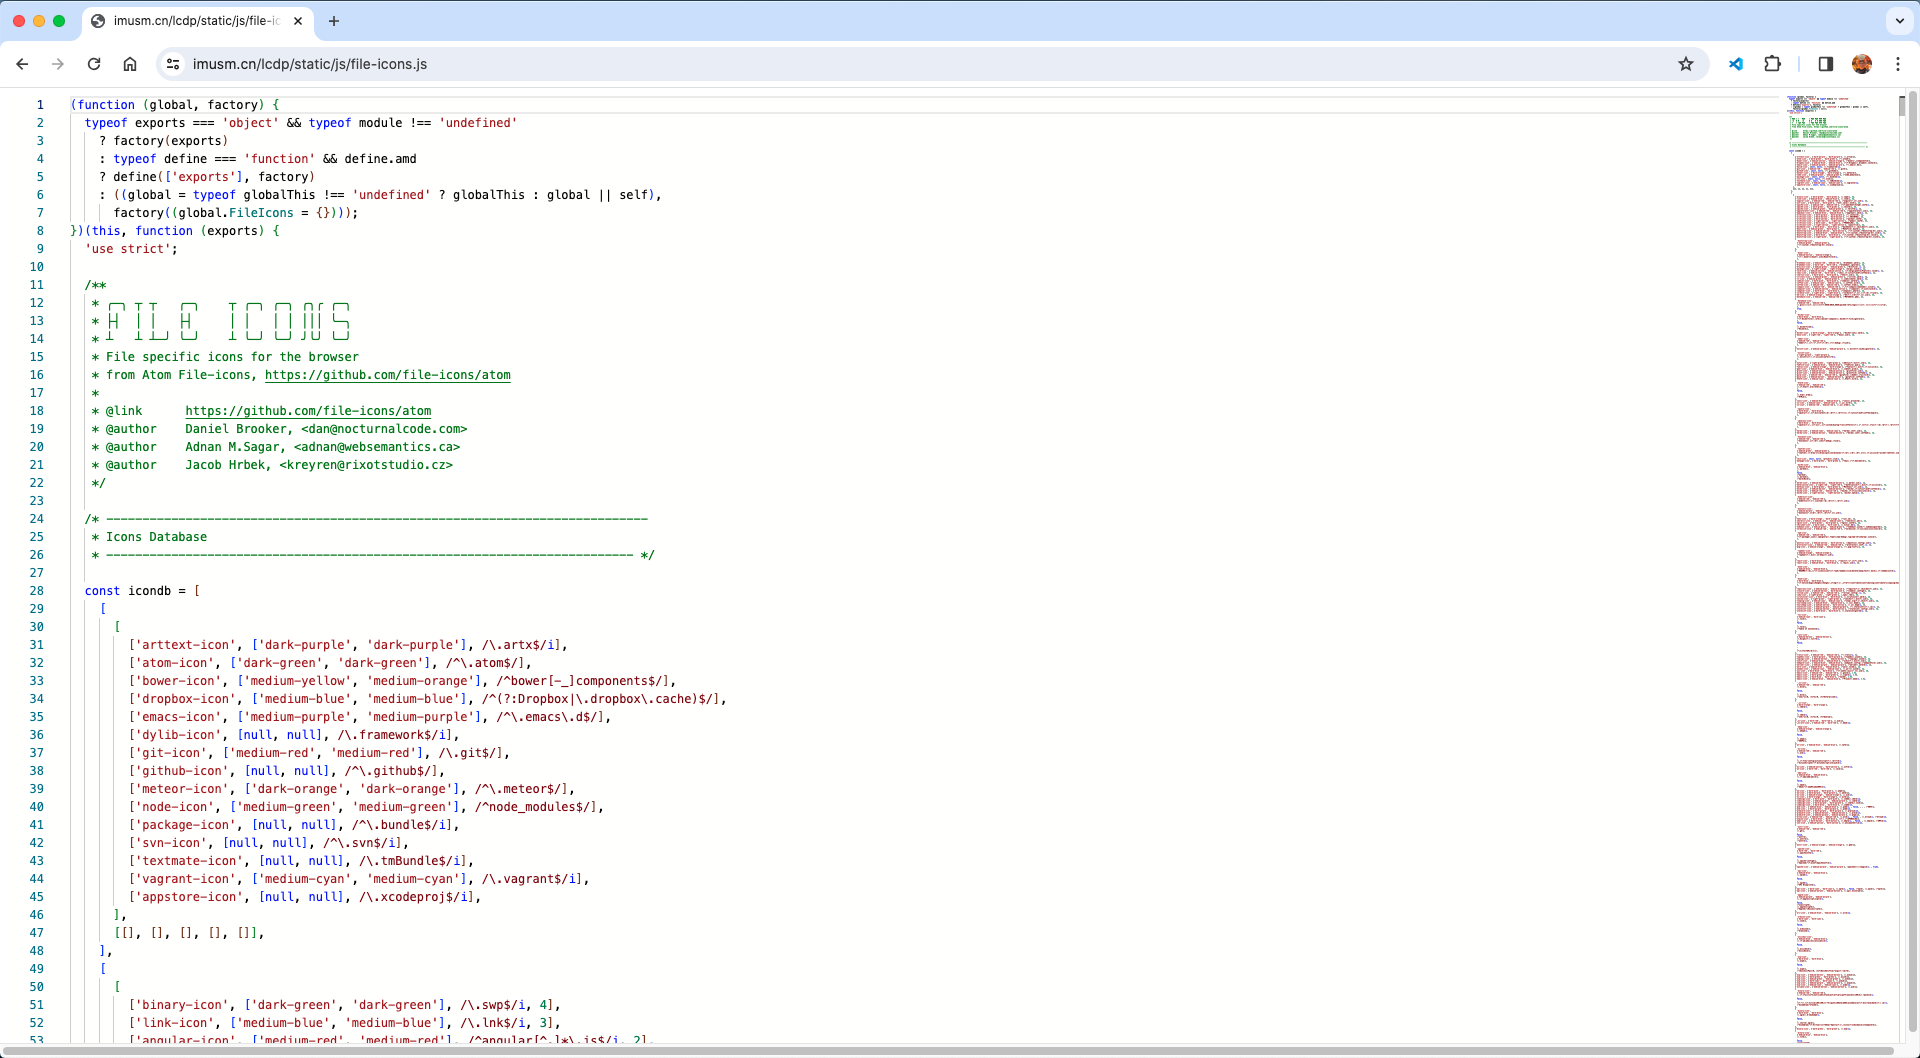 imusm.cn/lcdp/static/js/file-ic
imusm.cn/lcdp/static/js/file-icons.js
1 (function (global, factory) {
2 typeof exports === 'object' && typeof module !== 'undefined'
3 ? factory(exports)
4 : typeof define === 'function' && define.amd
5 ? define(['exports'], factory)
6 : ((global = typeof globalThis !== 'undefined' ? globalThis : global || self),
7 factory((global.FileIcons = {})));
8 })(this, function (exports) {
9 'use strict';
10
11 /**
12 * ╭─╮ ┬ ┬   ╭─╮    ┬ ╭─╮ ╭─╮ ╭╮╭ ╭─╮
13 * ├┤  │ │   ├┤     │ │   │ │ │││ ╰─╮
14 * ┴   ┴ ┴─╯ ╰─╯    ┴ ╰─╯ ╰─╯ ╯╰╯ ╰─╯
15 * File specific icons for the browser
16 * from Atom File-icons, https://github.com/file-icons/atom
17 *
18 * @link https://github.com/file-icons/atom
19 * @author Daniel Brooker, <dan@nocturnalcode.com>
20 * @author Adnan M.Sagar, <adnan@websemantics.ca>
21 * @author Jacob Hrbek, <kreyren@rixotstudio.cz>
22 */
23
24 /* ---------------------------------------------------------------------------
25 * Icons Database
26 * ------------------------------------------------------------------------- */
27
28 const icondb = [
29 [
30 [
31 ['arttext-icon', ['dark-purple', 'dark-purple'], /\.artx$/i],
32 ['atom-icon', ['dark-green', 'dark-green'], /^\.atom$/],
33 ['bower-icon', ['medium-yellow', 'medium-orange'], /^bower[-_]components$/],
34 ['dropbox-icon', ['medium-blue', 'medium-blue'], /^(?:Dropbox|\.dropbox\.cache)$/],
35 ['emacs-icon', ['medium-purple', 'medium-purple'], /^\.emacs\.d$/],
36 ['dylib-icon', [null, null], /\.framework$/i],
37 ['git-icon', ['medium-red', 'medium-red'], /\.git$/],
38 ['github-icon', [null, null], /^\.github$/],
39 ['meteor-icon', ['dark-orange', 'dark-orange'], /^\.meteor$/],
40 ['node-icon', ['medium-green', 'medium-green'], /^node_modules$/],
41 ['package-icon', [null, null], /^\.bundle$/i],
42 ['svn-icon', [null, null], /^\.svn$/i],
43 ['textmate-icon', [null, null], /\.tmBundle$/i],
44 ['vagrant-icon', ['medium-cyan', 'medium-cyan'], /\.vagrant$/i],
45 ['appstore-icon', [null, null], /\.xcodeproj$/i],
46 ],
47 [[], [], [], [], []],
48 ],
49 [
50 [
51 ['binary-icon', ['dark-green', 'dark-green'], /\.swp$/i, 4],
52 ['link-icon', ['medium-blue', 'medium-blue'], /\.lnk$/i, 3],
53 ['angular-icon', ['medium-red', 'medium-red'], /^angular[^.]*\.js$/i, 2],